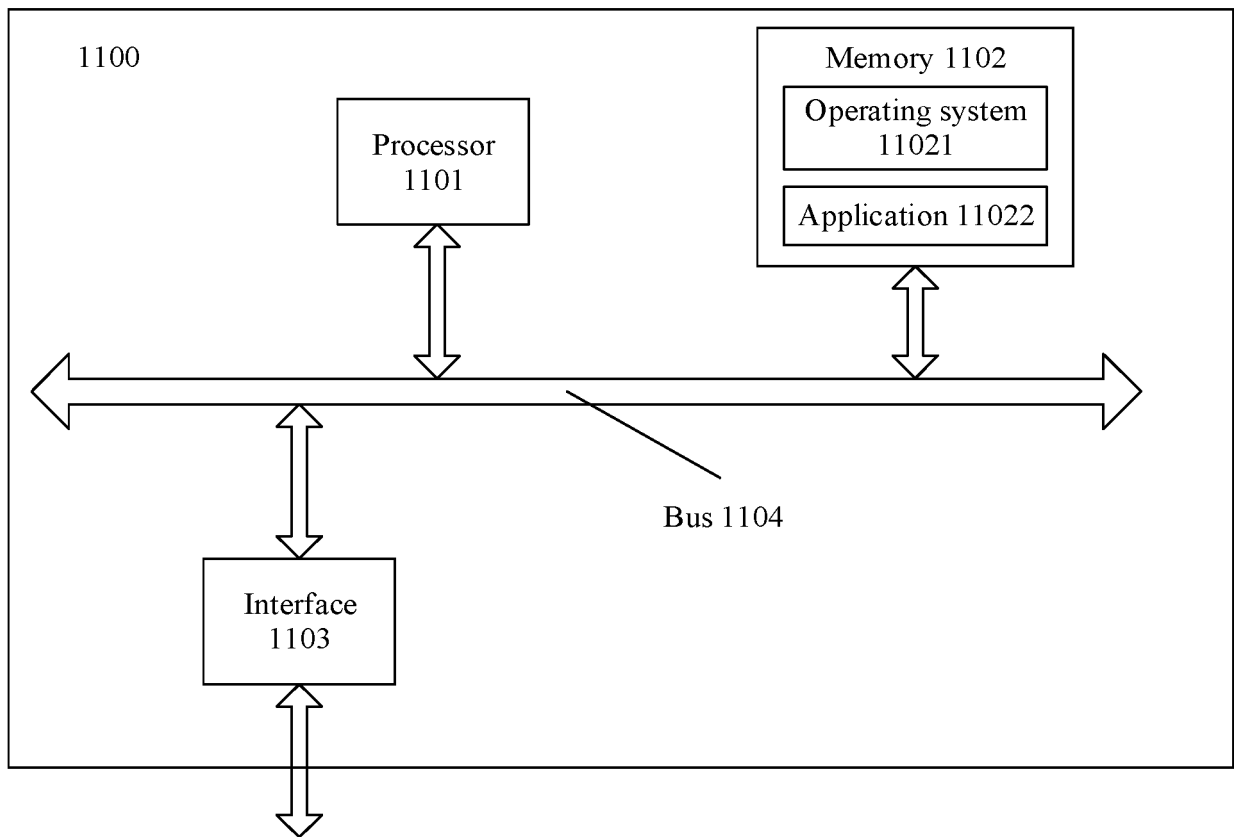 1100
Memory 1102
Operating system
11021
Application 11022
Processor
1101
Bus 1104
Interface
1103